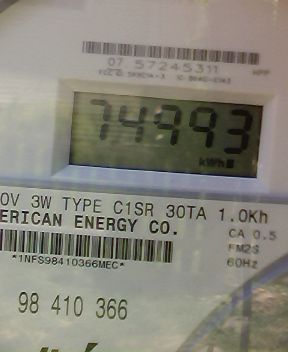 07 57245311
74993
kWh
0V 3W TYPE C1SR 30TA 1.0Kh
ERICAN ENERGY CO.
CA 0.5
FM2S
60Hz
*1NFS98410366MEC*
98 410 366